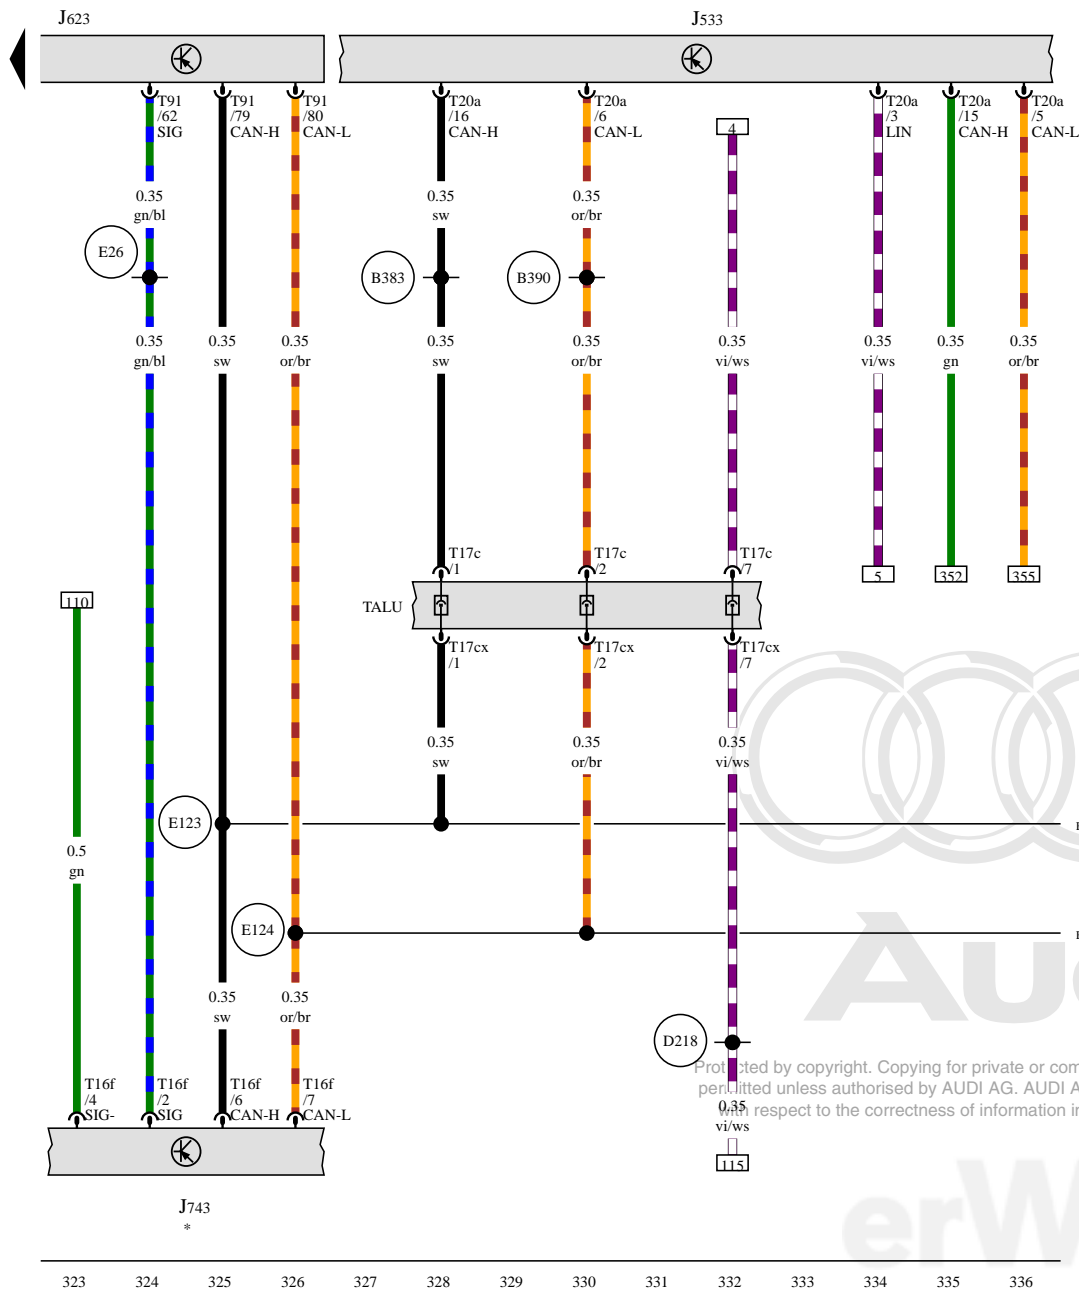 J623
J533
T91
/62
SIG
T91
/79
CAN-H
T91
/80
CAN-L
T20a
/16
CAN-H
T20a
/6
CAN-L
4
T20a
/3
LIN
T20a
/15
CAN-H
T20a
/5
CAN-L
0.35
gn/bl
0.35
sw
0.35
or/br
E26
B383
B390
0.35
gn/bl
0.35
sw
0.35
or/br
0.35
sw
0.35
or/br
0.35
vi/ws
0.35
vi/ws
0.35
gn
0.35
or/br
T17c
/1
T17c
/2
T17c
/7
5
352
355
110
TALU
T17cx
/1
T17cx
/2
T17cx
/7
0.35
sw
0.35
or/br
0.35
vi/ws
E123
0.5
gn
E124
0.35
sw
0.35
or/br
D218
Aud
Protected by copyright. Copying for private or com
permitted unless authorised by AUDI AG. AUDI A
with respect to the correctness of information in
0.35
vi/ws
115
T16f
/4
SIG-
T16f
/2
SIG
T16f
/6
CAN-H
T16f
/7
CAN-L
J743
*
erW
323 324 325 326 327 328 329 330 331 332 333 334 335 336